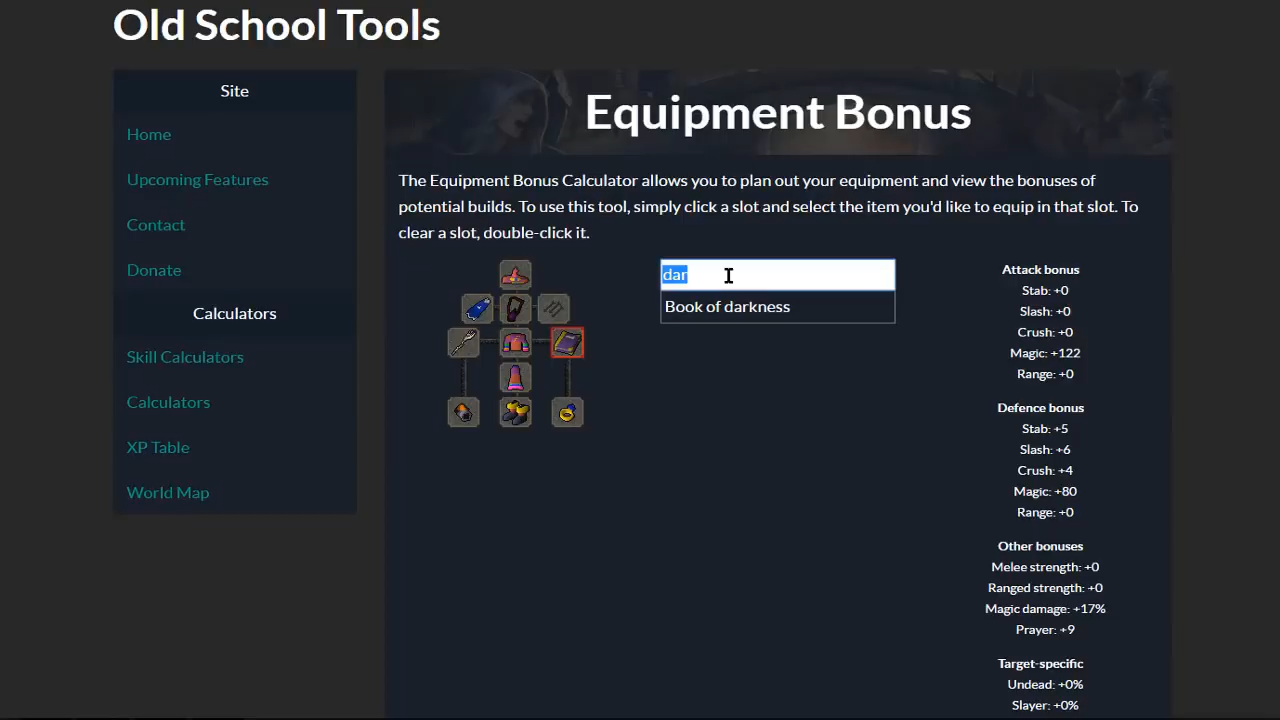 Old School Tools
Site
Home
Upcoming Features
Contact
Donate
Calculators
Skill Calculators
Calculators
XP Table
World Map
Equipment Bonus
The Equipment Bonus Calculator allows you to plan out your equipment and view the bonuses of
potential builds. To use this tool, simply click a slot and select the item you'd like to equip in that slot. To
clear a slot, double-click it.
dar
Book of darkness
Attack bonus
Stab: +0
Slash: +0
Crush: +0
Magic: +122
Range: +0
Defence bonus
Stab: +5
Slash: +6
Crush: +4
Magic: +80
Range: +0
Other bonuses
Melee strength: +0
Ranged strength: +0
Magic damage: +17%
Prayer: +9
Target-specific
Undead: +0%
Slayer: +0%